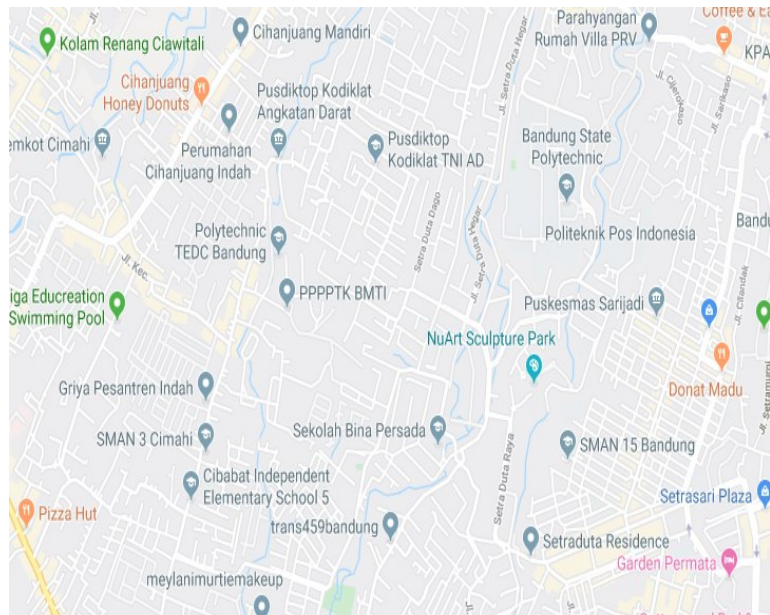 Parahyangan
Rumah Villa PRV
Coffee & Ea
Cihanjuang Mandiri
Kolam Renang Ciawitali
KPA
Jl. Setra Duta Hegar
Jl. Cijerokaso
Jl. Sarikaso
Cihanjuang
Honey Donuts
Pusdiktop Kodiklat
Angkatan Darat
emkot Cimahi
Perumahan
Cihanjuang Indah
Pusdiktop
Kodiklat TNI AD
Bandung State
Polytechnic
Setra Duta Dago
Polytechnic
TEDC Bandung
Politeknik Pos Indonesia
Bandu
Jl. Kec.
Jl. Setra Duta Hegar
iga Educreation
Swimming Pool
PPPPTK BMTI
Puskesmas Sarijadi
Jl. Cilandak
NuArt Sculpture Park
Donat Madu
Griya Pesantren Indah
Jl. Setramurni
SMAN 3 Cimahi
Sekolah Bina Persada
SMAN 15 Bandung
Setra Duta Raya
Cibabat Independent
Elementary School 5
Setrasari Plaza
Pizza Hut
trans459bandung
Setraduta Residence
Garden Permata
meylanimurtiemakeup